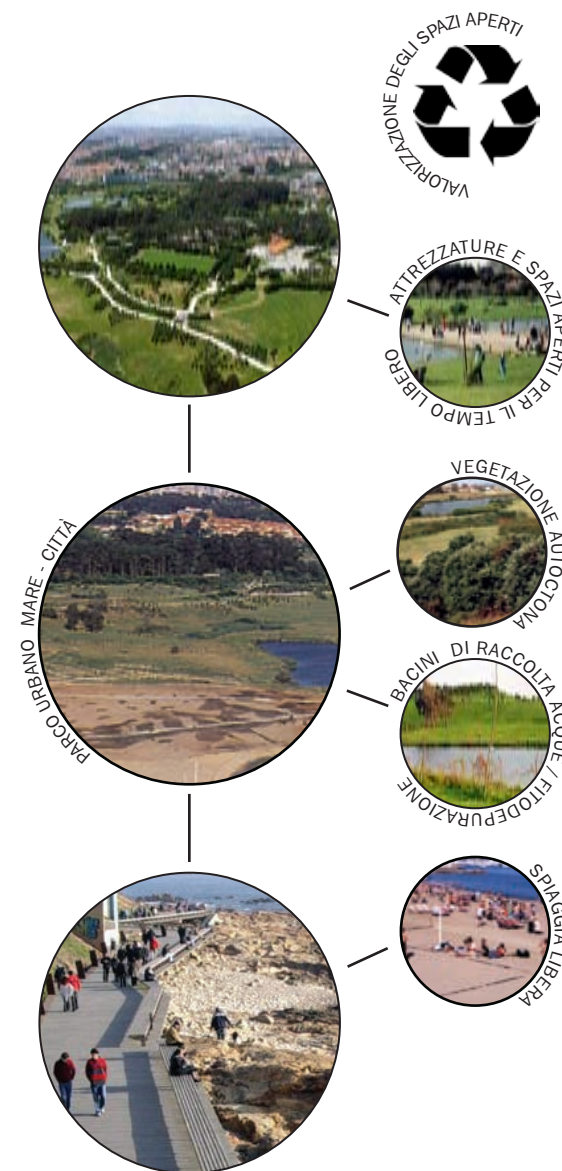 VALORIZZAZIONE DEGLI SPAZI APERTI
ATTREZZATURE E SPAZI APERTI PER IL TEMPO LIBERO
VEGETAZIONE AUTOCTONA
PARCO URBANO MARE - CITTÀ
BACINI DI RACCOLTA ACQUE / FITODEPURAZIONE
SPIAGGIA LIBERA